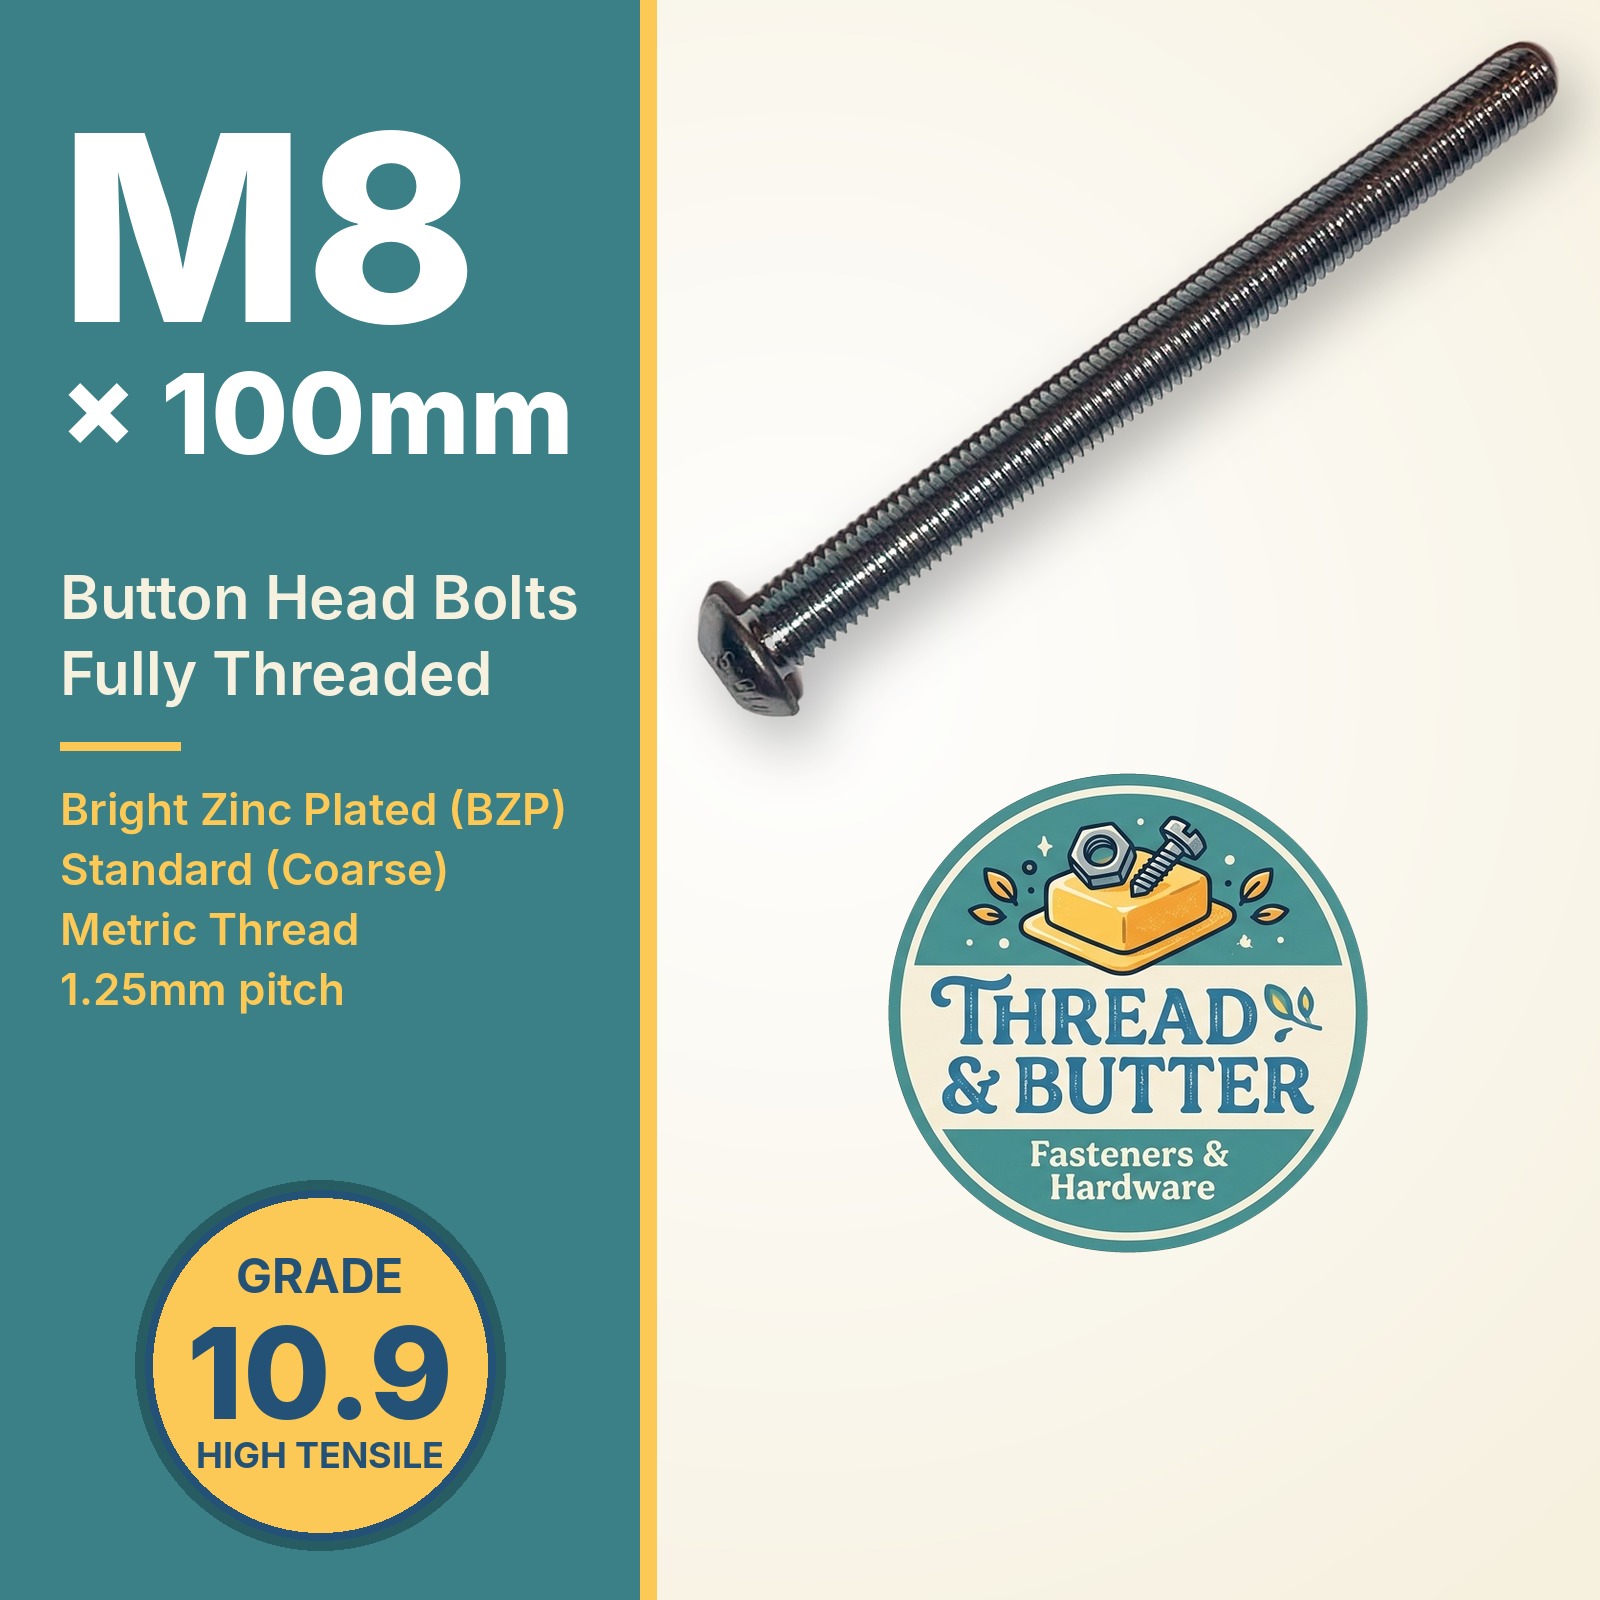 M8
× 100mm
Button Head Bolts
Fully Threaded
Bright Zinc Plated (BZP)
Standard (Coarse)
Metric Thread
1.25mm pitch
GRADE
10.9
HIGH TENSILE
THREAD
& BUTTER
Fasteners &
Hardware